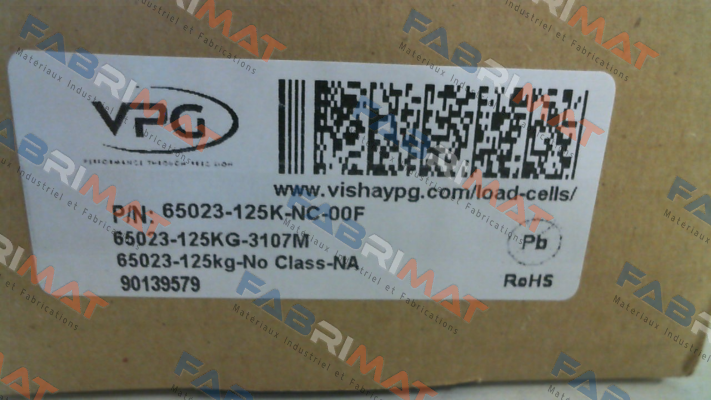 VPG
PERFORMANCE THROUGH PRECISION
www.vishaypg.com/load-cells/
P/N: 65023-125K-NC-00F
65023-125KG-3107M
65023-125kg-No Class-NA
90139579
Pb
RoHS
FABRIMAT
Materiaux Industriel et Fabrications